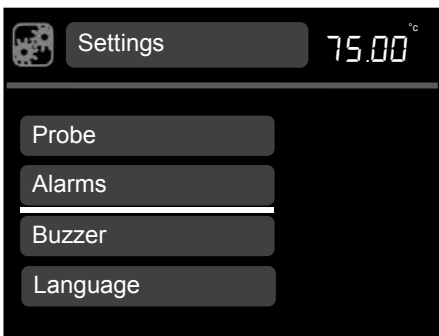 Settings 75.00 °c
Probe
Alarms
Buzzer
Language